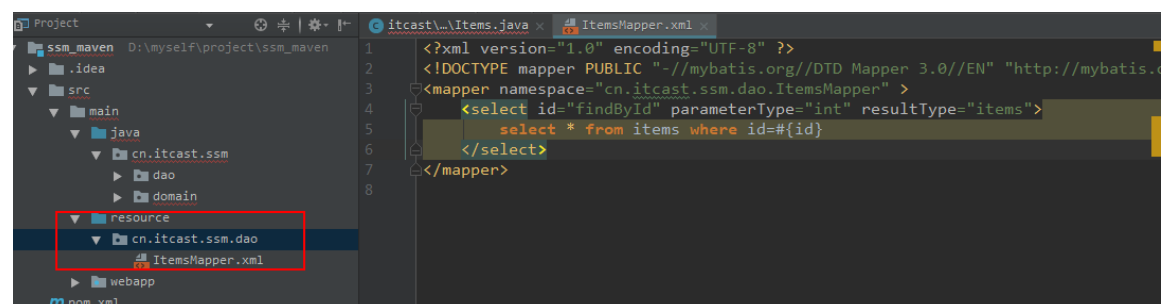 Project
itcast\...\Items.java
ItemsMapper.xml
ssm_maven D:\myself\project\ssm_maven
.idea
src
main
java
cn.itcast.ssm
dao
domain
resource
cn.itcast.ssm.dao
ItemsMapper.xml
webapp
pom.xml
1 <?xml version="1.0" encoding="UTF-8" ?>
2 <!DOCTYPE mapper PUBLIC "-//mybatis.org//DTD Mapper 3.0//EN" "http://mybatis.
3 <mapper namespace="cn.itcast.ssm.dao.ItemsMapper" >
4 <select id="findById" parameterType="int" resultType="items">
5 select * from items where id=#{id}
6 </select>
7 </mapper>
8